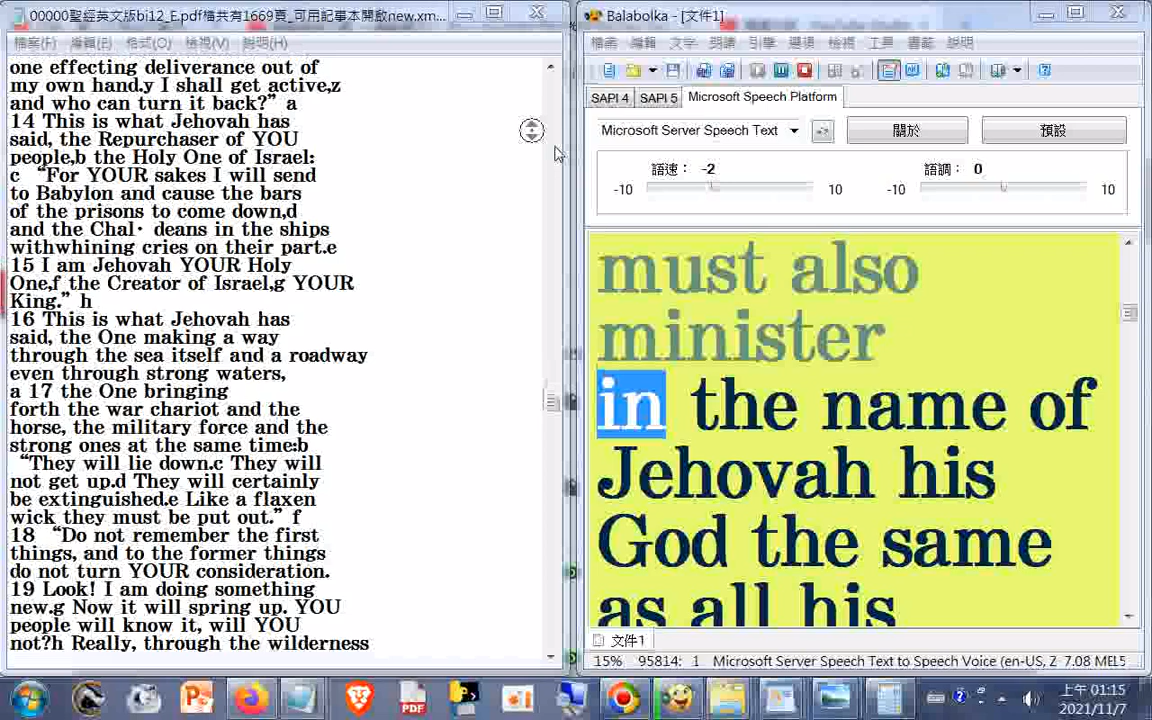 00000聖經英文版bi12_E.pdf檔共有1669頁_可用記事本開啟new.xm...
檔案(F) 編輯(E) 格式(O) 檢視(V) 說明(H)
one effecting deliverance out of
my own hand.y I shall get active,z
and who can turn it back?” a
14 This is what Jehovah has
said, the Repurchaser of YOU
people,b the Holy One of Israel:
c “For YOUR sakes I will send
to Babylon and cause the bars
of the prisons to come down,d
and the Chal· deans in the ships
withwhining cries on their part.e
15 I am Jehovah YOUR Holy
One,f the Creator of Israel,g YOUR
King.” h
16 This is what Jehovah has
said, the One making a way
through the sea itself and a roadway
even through strong waters,
a 17 the One bringing
forth the war chariot and the
horse, the military force and the
strong ones at the same time:b
“They will lie down.c They will
not get up.d They will certainly
be extinguished.e Like a flaxen
wick they must be put out.” f
18 “Do not remember the first
things, and to the former things
do not turn YOUR consideration.
19 Look! I am doing something
new.g Now it will spring up. YOU
people will know it, will YOU
not?h Really, through the wilderness
Balabolka - [文件1]
檔案 編輯 文字 朗讀 引擎 選項 檢視 工具 書籤 說明
SAPI 4 SAPI 5 Microsoft Speech Platform
Microsoft Server Speech Text 關於 預設
語速： -2 語調： 0
-10 10 -10 10
must also
minister
in the name of
Jehovah his
God the same
as all his
文件1
15% 95814: 1 Microsoft Server Speech Text to Speech Voice (en-US, Z 7.08 MB
PDF
上午 01:15
2021/11/7